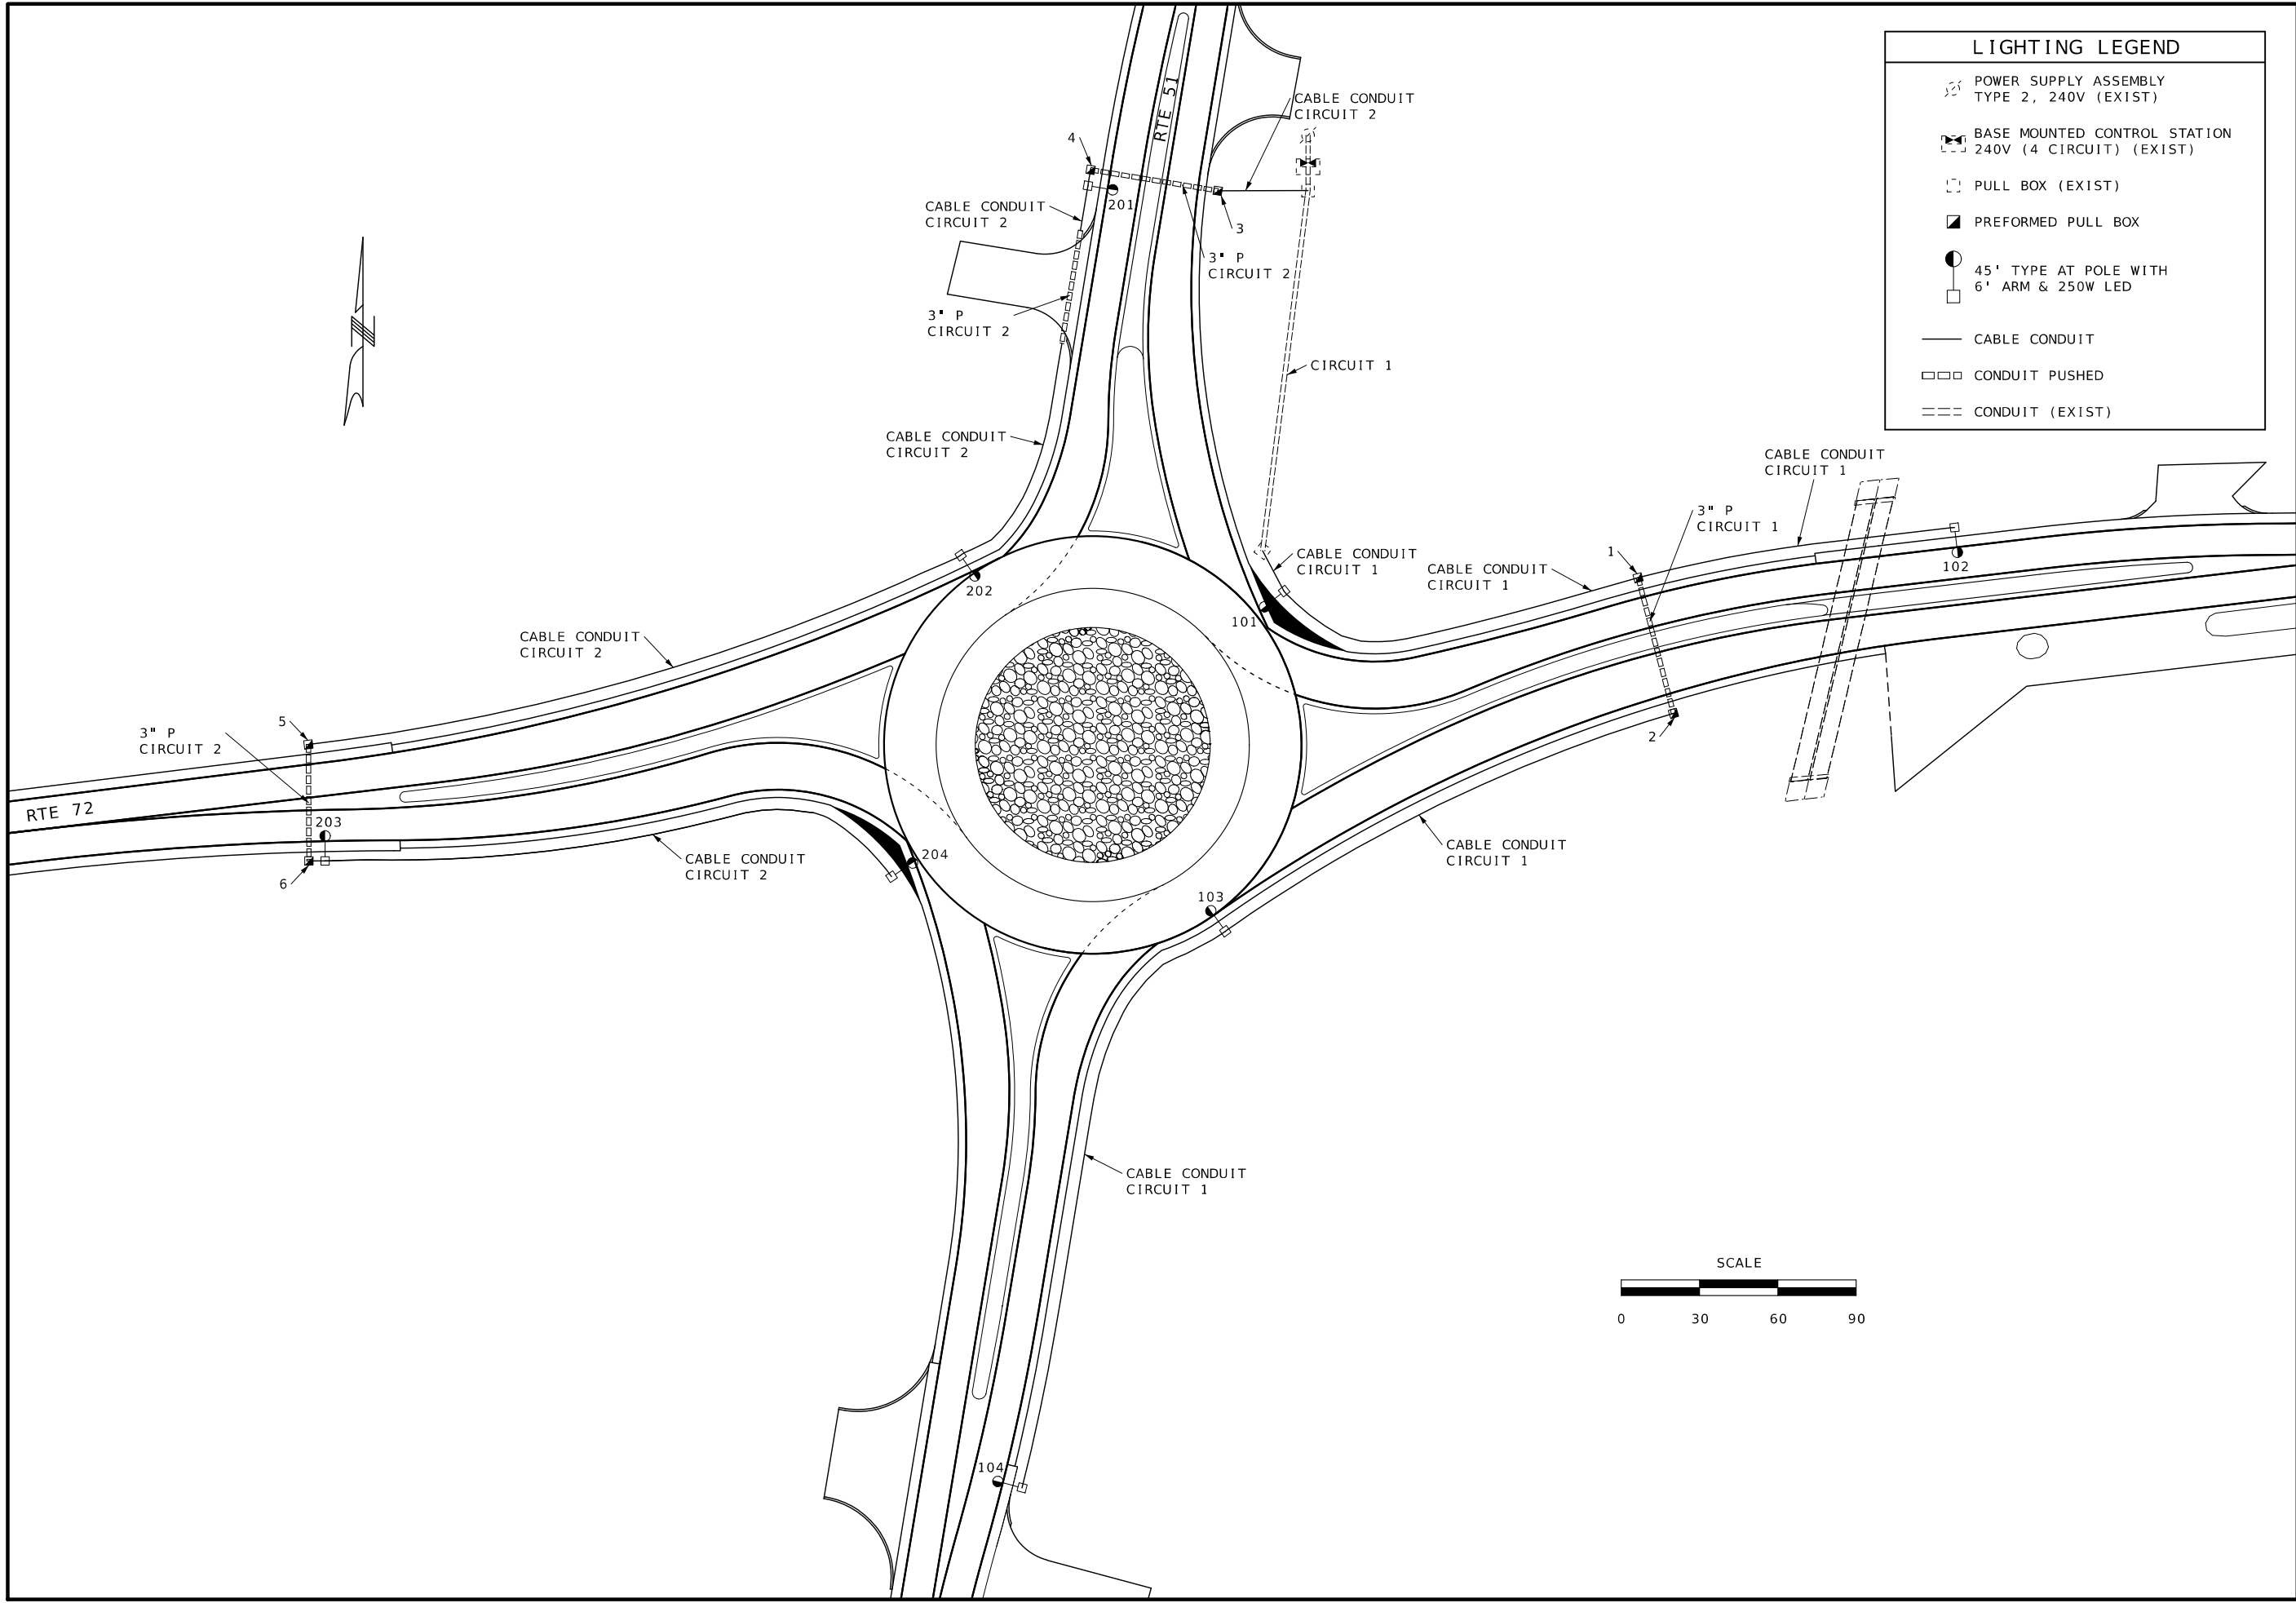 LIGHTING LEGEND
POWER SUPPLY ASSEMBLY
TYPE 2, 240V (EXIST)
BASE MOUNTED CONTROL STATION
240V (4 CIRCUIT) (EXIST)
PULL BOX (EXIST)
PREFORMED PULL BOX
45' TYPE AT POLE WITH
6' ARM & 250W LED
CABLE CONDUIT
CONDUIT PUSHED
CONDUIT (EXIST)
RTE 51
CABLE CONDUIT
CIRCUIT 2
4
201
3
CABLE CONDUIT
CIRCUIT 2
3" P
CIRCUIT 2
3" P
CIRCUIT 2
CIRCUIT 1
CABLE CONDUIT
CIRCUIT 2
N
CABLE CONDUIT
CIRCUIT 1
3" P
CIRCUIT 1
1
CABLE CONDUIT
CIRCUIT 1
CABLE CONDUIT
CIRCUIT 1
102
202
101
CABLE CONDUIT
CIRCUIT 2
5
3" P
CIRCUIT 2
2
RTE 72
203
6
CABLE CONDUIT
CIRCUIT 2
204
CABLE CONDUIT
CIRCUIT 1
103
CABLE CONDUIT
CIRCUIT 1
SCALE
0 30 60 90
104